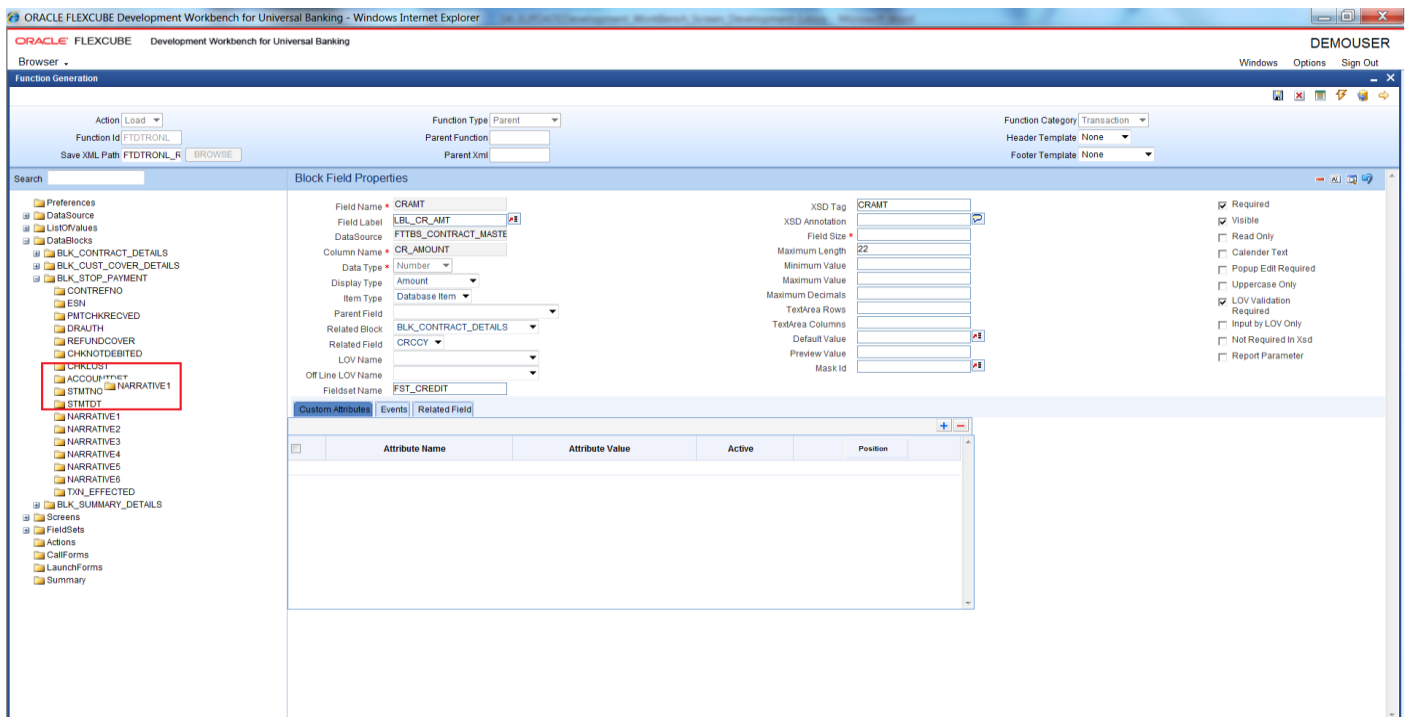 ORACLE FLEXCUBE Development Workbench for Universal Banking - Windows Internet Explorer
ORACLE' FLEXCUBE Development Workbench for Universal Banking
DEMOUSER
Browser
Windows Options Sign Out
Function Generation
Action Load
Function Type Parent
Function Category Transaction
Function Id FTDTRONL
Parent Function
Header Template None
Save XML Path FTDTRONL_R BROWSE
Parent Xml
Footer Template None
Search
Preferences
DataSource
ListOfValues
DataBlocks
BLK_CONTRACT_DETAILS
BLK_CUST_COVER_DETAILS
BLK_STOP_PAYMENT
CONTREFNO
ESN
PMTCHKRECVED
DRAUTH
REFUNDCOVER
CHKNOTDEBITED
CHKLOST
ACCOUNTDET
NARRATIVE1
STMTNO
STMTDT
NARRATIVE1
NARRATIVE2
NARRATIVE3
NARRATIVE4
NARRATIVE5
NARRATIVE6
TXN_EFFECTED
BLK_SUMMARY_DETAILS
Screens
FieldSets
Actions
CallForms
LaunchForms
Summary
Block Field Properties
Field Name * CRAMT
Field Label LBL_CR_AMT
DataSource FTTBS_CONTRACT_MASTE
Column Name * CR_AMOUNT
Data Type * Number
Display Type Amount
Item Type Database Item
Parent Field
Related Block BLK_CONTRACT_DETAILS
Related Field CRCCY
LOV Name
Off Line LOV Name
Fieldset Name FST_CREDIT
XSD Tag CRAMT
XSD Annotation
Field Size *
Maximum Length 22
Minimum Value
Maximum Value
Maximum Decimals
TextArea Rows
TextArea Columns
Default Value
Preview Value
Mask Id
Required
Visible
Read Only
Calender Text
Popup Edit Required
Uppercase Only
LOV Validation
Required
Input by LOV Only
Not Required In Xsd
Report Parameter
Custom Attributes Events Related Field
Attribute Name Attribute Value Active Position